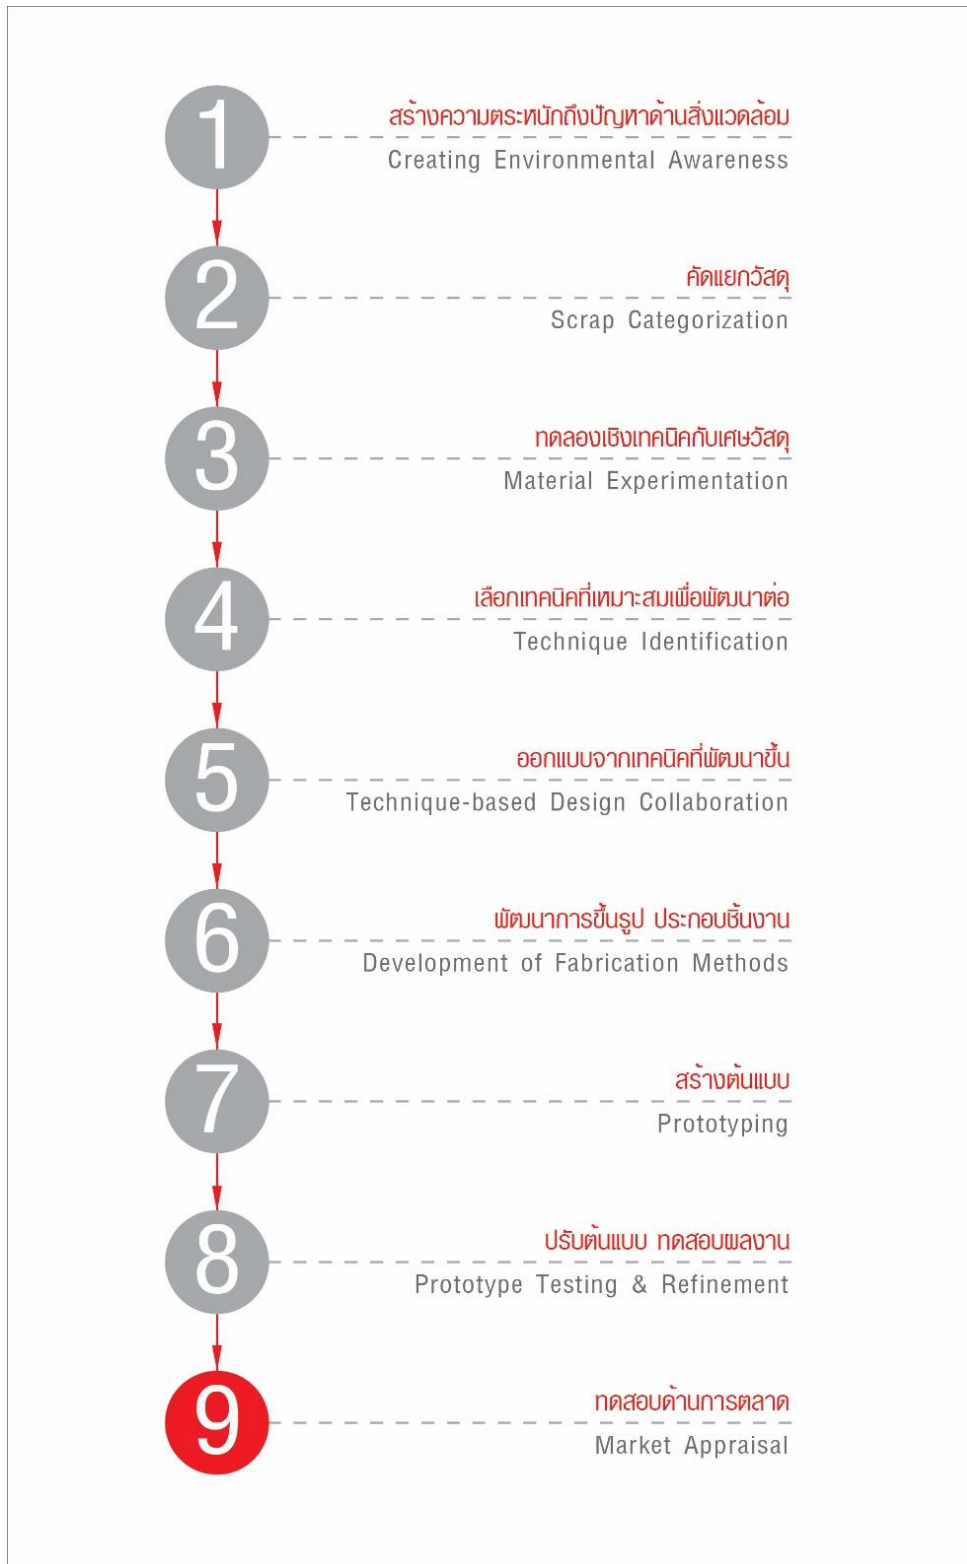 1
สร้างความตระหนักถึงปัญหาด้านสิ่งแวดล้อม
Creating Environmental Awareness
2
คัดแยกวัสดุ
Scrap Categorization
3
ทดลองเชิงเทคนิคกับเศษวัสดุ
Material Experimentation
4
เลือกเทคนิคที่เหมาะสมเพื่อพัฒนาต่อ
Technique Identification
5
ออกแบบจากเทคนิคที่พัฒนาขึ้น
Technique-based Design Collaboration
6
พัฒนาการขึ้นรูป ประกอบชิ้นงาน
Development of Fabrication Methods
7
สร้างต้นแบบ
Prototyping
8
ปรับต้นแบบ ทดสอบผลงาน
Prototype Testing & Refinement
9
ทดสอบด้านการตลาด
Market Appraisal